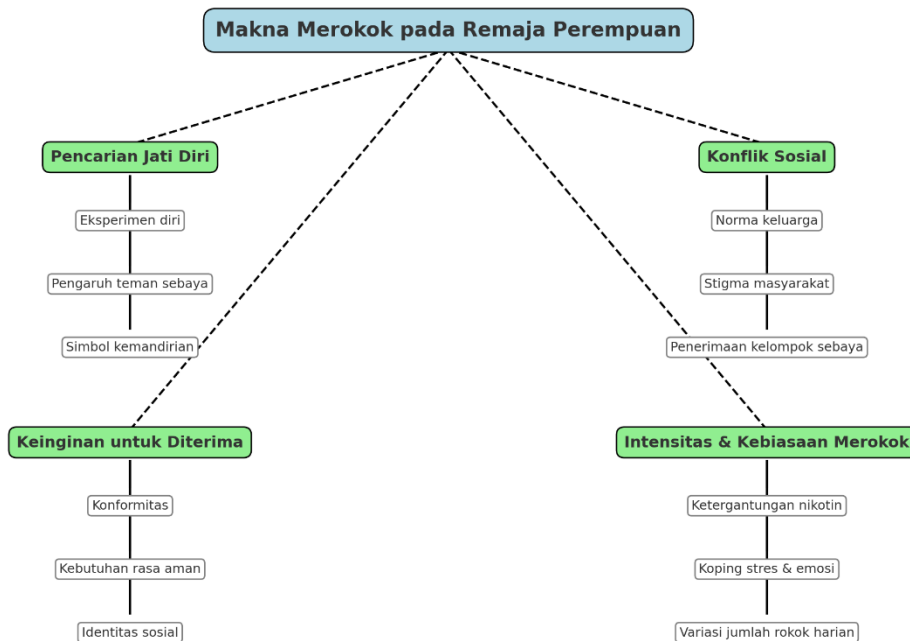 Makna Merokok pada Remaja Perempuan
Pencarian Jati Diri
Eksperimen diri
Pengaruh teman sebaya
Simbol kemandirian
Konflik Sosial
Norma keluarga
Stigma masyarakat
Penerimaan kelompok sebaya
Keinginan untuk Diterima
Konformitas
Kebutuhan rasa aman
Identitas sosial
Intensitas & Kebiasaan Merokok
Ketergantungan nikotin
Koping stres & emosi
Variasi jumlah rokok harian